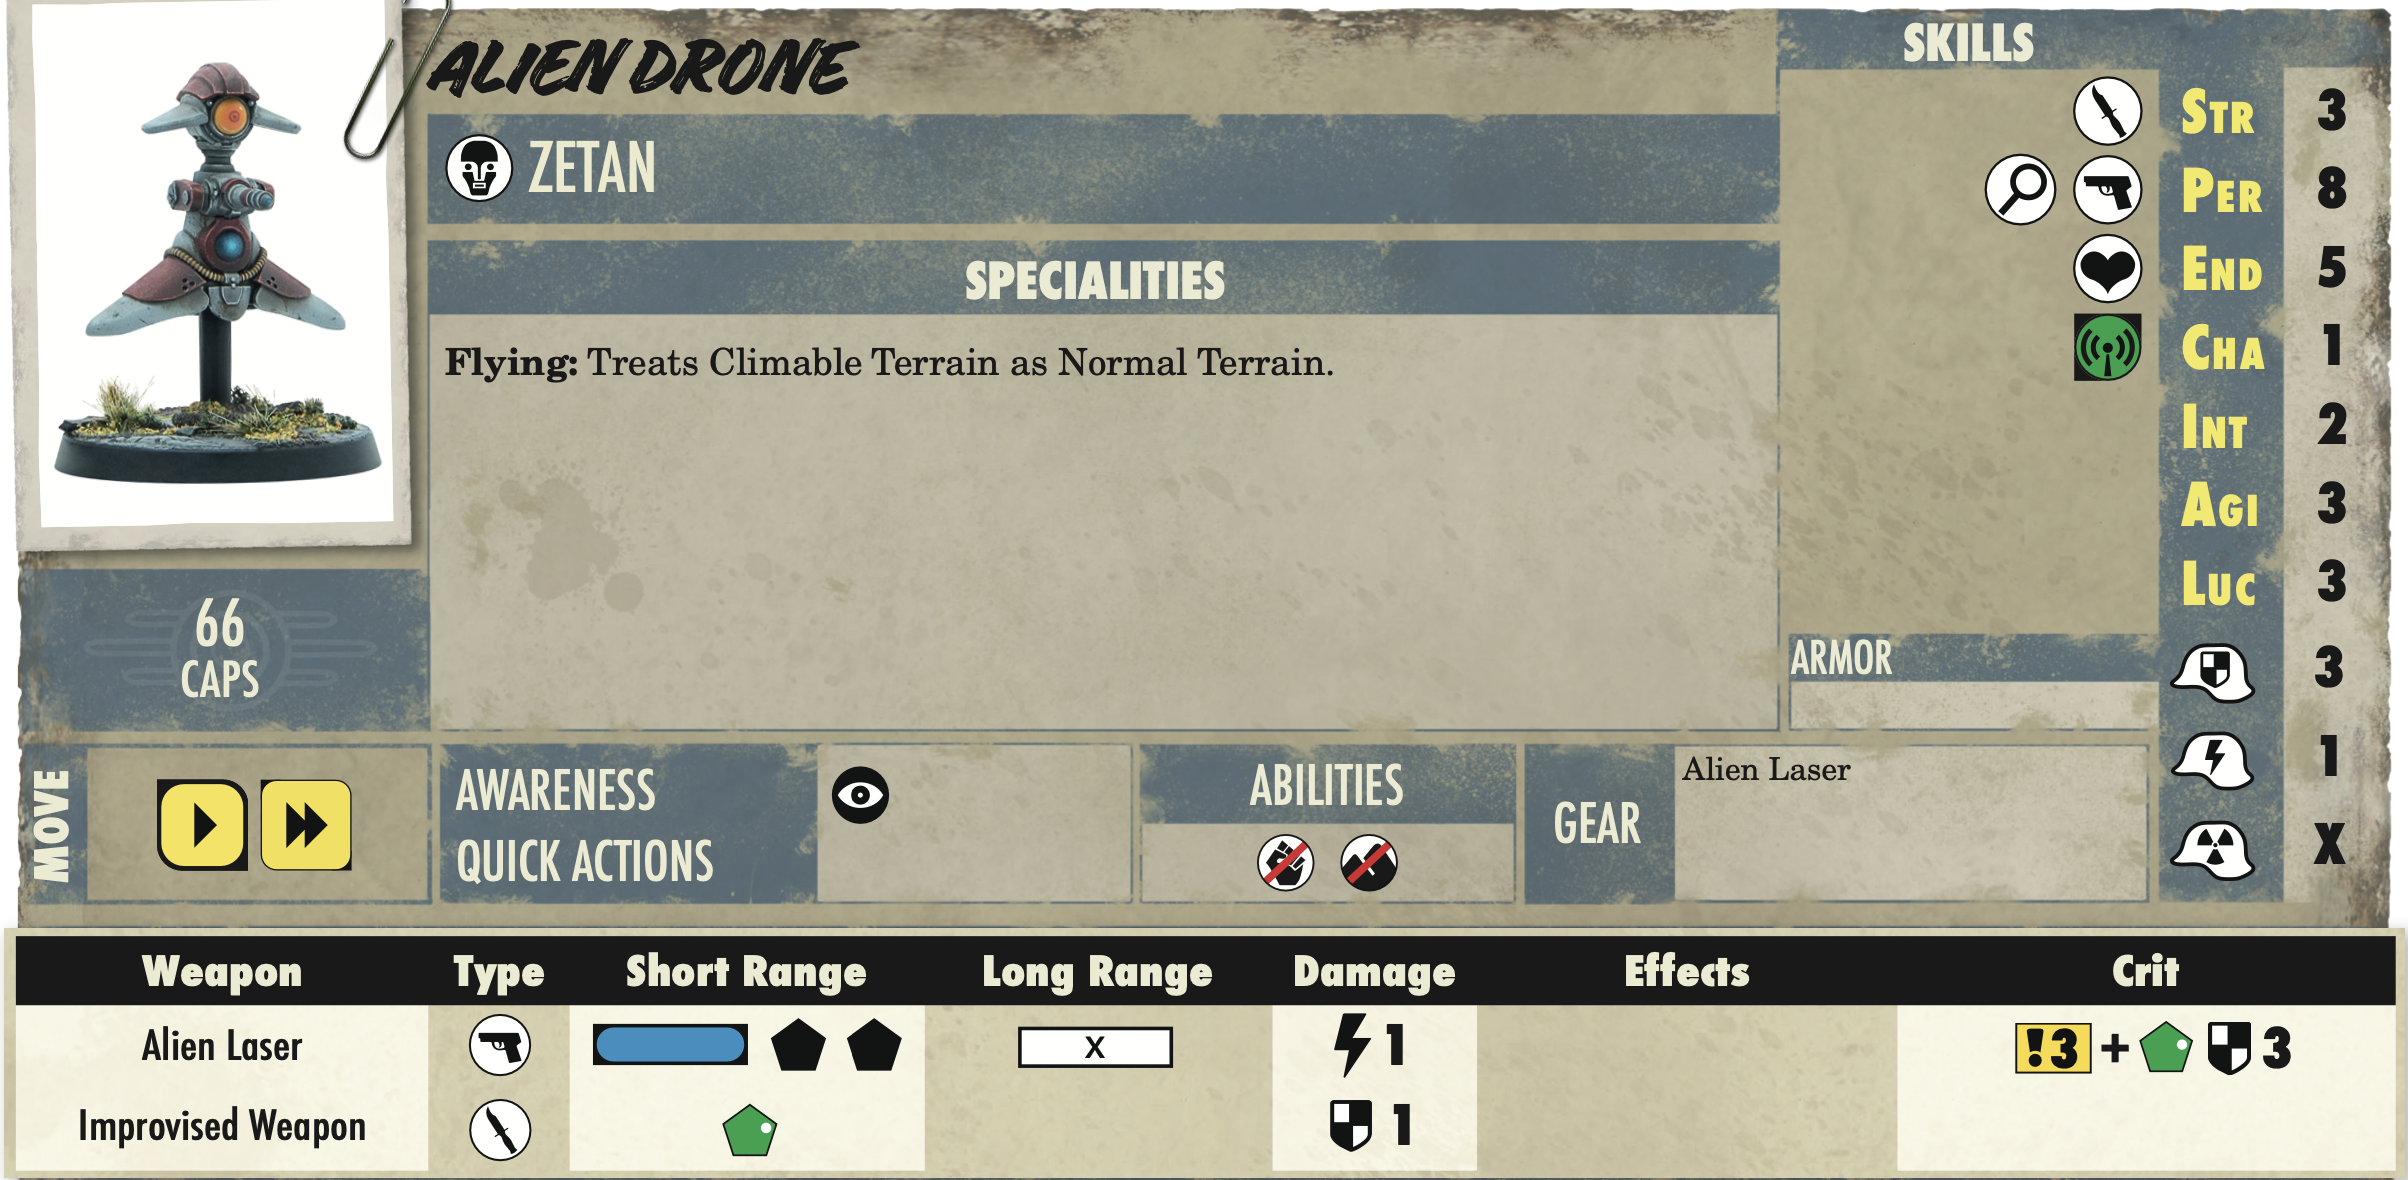 ALIEN DRONE
ZETAN
SPECIALITIES
Flying: Treats Climable Terrain as Normal Terrain.
66
CAPS
MOVE
AWARENESS
QUICK ACTIONS
ABILITIES
GEAR
Alien Laser
SKILLS
STR 3
PER 8
END 5
CHA 1
INT 2
AGI 3
LUC 3
ARMOR
3
1
X
Weapon Type Short Range Long Range Damage Effects Crit
Alien Laser X 1 !3 + 3
Improvised Weapon 1